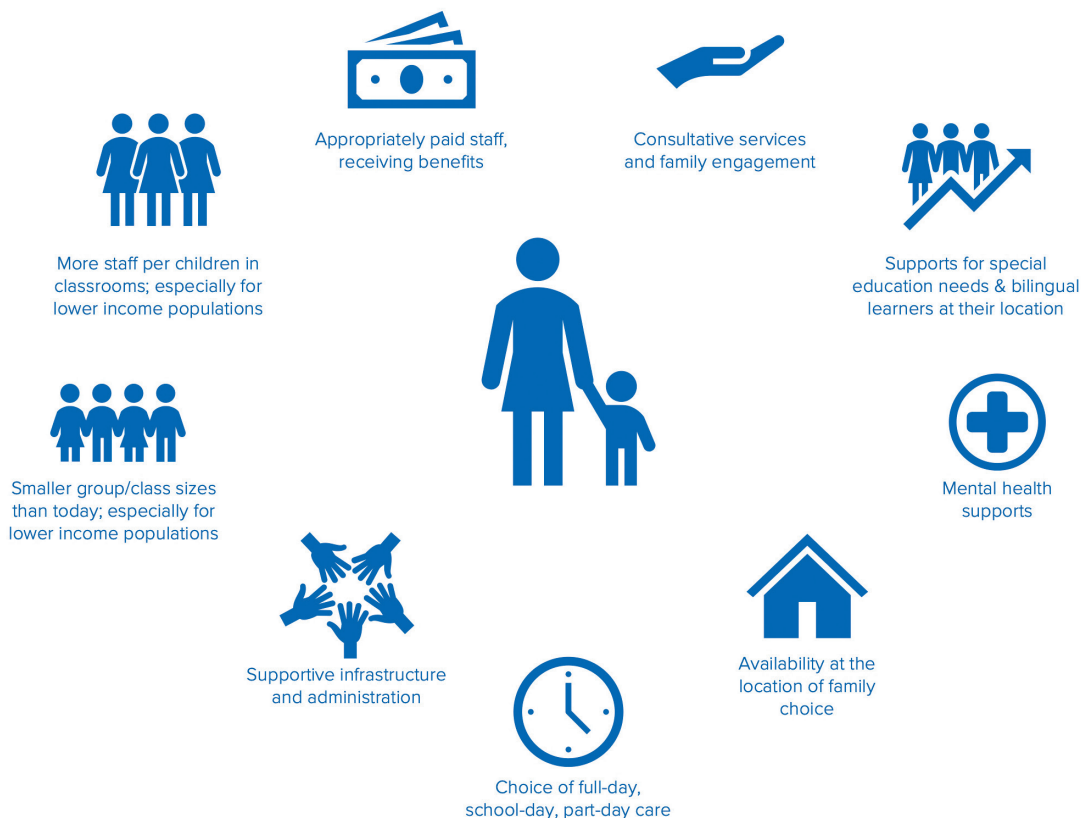 Appropriately paid staff,
receiving benefits
Consultative services
and family engagement
More staff per children in
classrooms; especially for
lower income populations
Supports for special
education needs & bilingual
learners at their location
Smaller group/class sizes
than today; especially for
lower income populations
Mental health
supports
Supportive infrastructure
and administration
Availability at the
location of family
choice
Choice of full-day,
school-day, part-day care